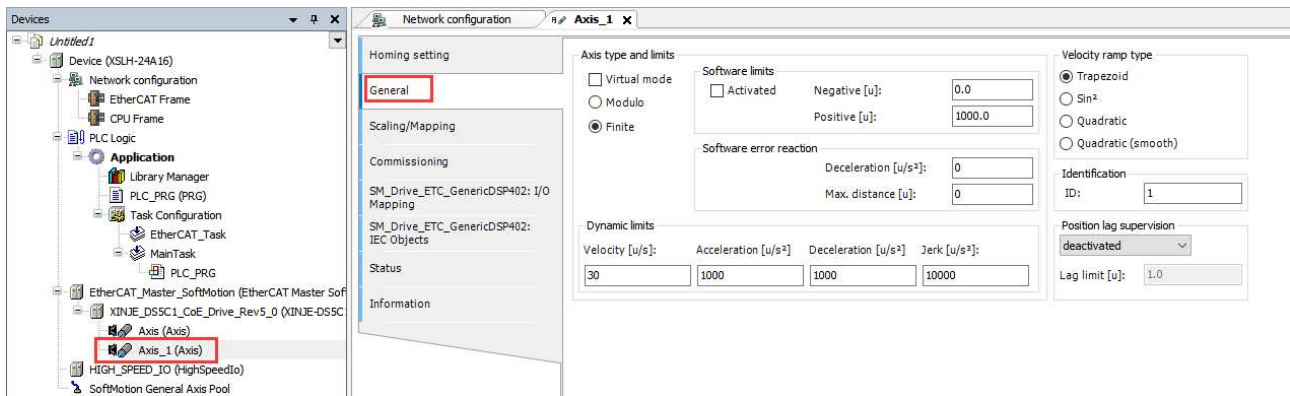 Devices
Untitled1
Device (XSLH-24A16)
Network configuration
EtherCAT Frame
CPU Frame
PLC Logic
Application
Library Manager
PLC_PRG (PRG)
Task Configuration
EtherCAT_Task
MainTask
PLC_PRG
EtherCAT_Master_SoftMotion (EtherCAT Master Sof
XINJE_DS5C1_CoE_Drive_Rev5_0 (XINJE-DS5C
Axis (Axis)
Axis_1 (Axis)
HIGH_SPEED_IO (HighSpeedIo)
SoftMotion General Axis Pool
Network configuration
Axis_1
Homing setting
General
Scaling/Mapping
Commissioning
SM_Drive_ETC_GenericDSP402: I/O
Mapping
SM_Drive_ETC_GenericDSP402:
IEC Objects
Status
Information
Axis type and limits
Virtual mode
Modulo
Finite
Software limits
Activated
Negative [u]: 0.0
Positive [u]: 1000.0
Software error reaction
Deceleration [u/s²]: 0
Max. distance [u]: 0
Dynamic limits
Velocity [u/s]: Acceleration [u/s²] Deceleration [u/s²] Jerk [u/s³]:
30 1000 1000 10000
Velocity ramp type
Trapezoid
Sin²
Quadratic
Quadratic (smooth)
Identification
ID: 1
Position lag supervision
deactivated
Lag limit [u]: 1.0